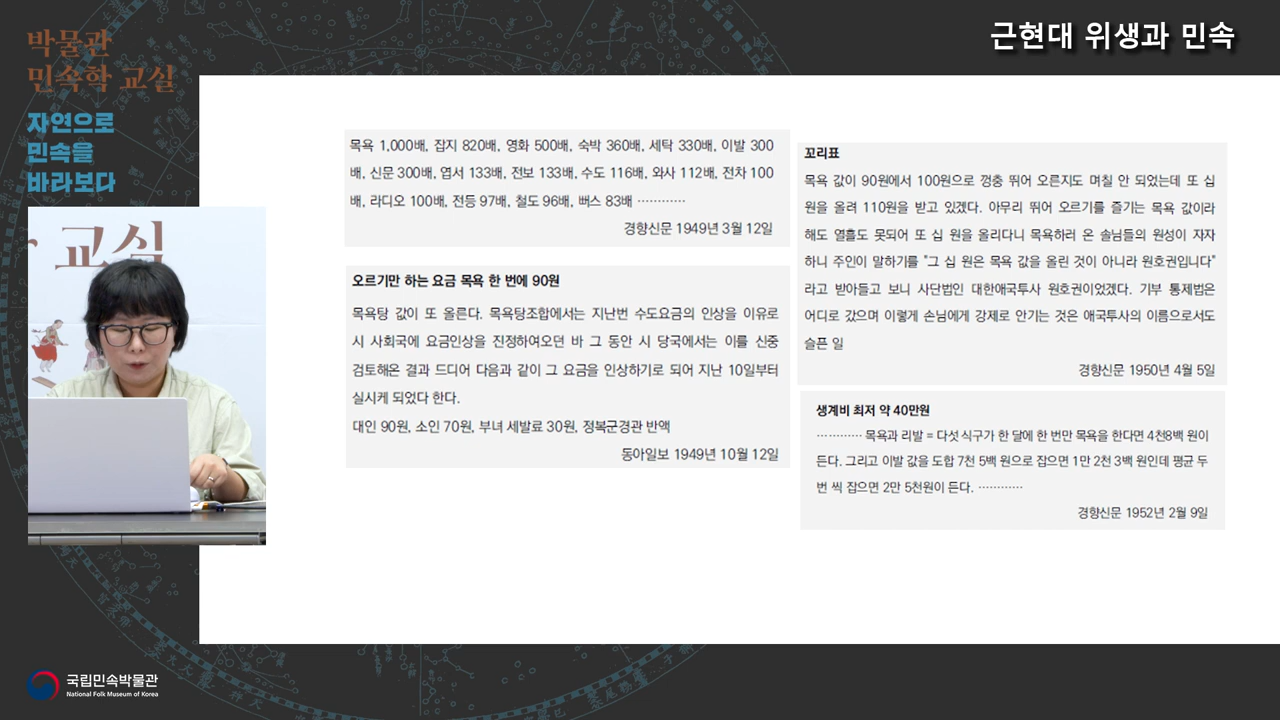 박물관
민속학 교실
자연으로
민속을
바라보다
근현대 위생과 민속
교실
목욕 1,000배, 잡지 820배, 영화 500배, 숙박 360배, 세탁 330배, 이발 300
배, 신문 300배, 엽서 133배, 전보 133배, 수도 116배, 와사 112배, 전차 100
배, 라디오 100배, 전등 97배, 철도 96배, 버스 83배 …………
경향신문 1949년 3월 12일
오르기만 하는 요금 목욕 한 번에 90원
목욕탕 값이 또 오른다. 목욕탕조합에서는 지난번 수도요금의 인상을 이유로
시 사회국에 요금인상을 진정하여오던 바 그 동안 시 당국에서는 이를 신중
검토해온 결과 드디어 다음과 같이 그 요금을 인상하기로 되어 지난 10일부터
실시케 되었다 한다.
대인 90원, 소인 70원, 부녀 세발료 30원, 정복군경관 반액
동아일보 1949년 10월 12일
꼬리표
목욕 값이 90원에서 100원으로 껑충 뛰어 오른지도 며칠 안 되었는데 또 십
원을 올려 110원을 받고 있겠다. 아무리 뛰어 오르기를 즐기는 목욕 값이라
해도 열흘도 못되어 또 십 원을 올리다니 목욕하러 온 솔님들의 원성이 자자
하니 주인이 말하기를 "그 십 원은 목욕 값을 올린 것이 아니라 원호권입니다"
라고 받아들고 보니 사단법인 대한애국투사 원호권이었겠다. 기부 통제법은
어디로 갔으며 이렇게 손님에게 강제로 안기는 것은 애국투사의 이름으로서도
슬픈 일
경향신문 1950년 4월 5일
생계비 최저 약 40만원
………… 목욕과 리발 = 다섯 식구가 한 달에 한 번만 목욕을 한다면 4천8백 원이
든다. 그리고 이발 값을 도합 7천 5백 원으로 잡으면 1만 2천 3백 원인데 평균 두
번 씩 잡으면 2만 5천원이 든다. …………
경향신문 1952년 2월 9일
국립민속박물관
National Folk Museum of Korea